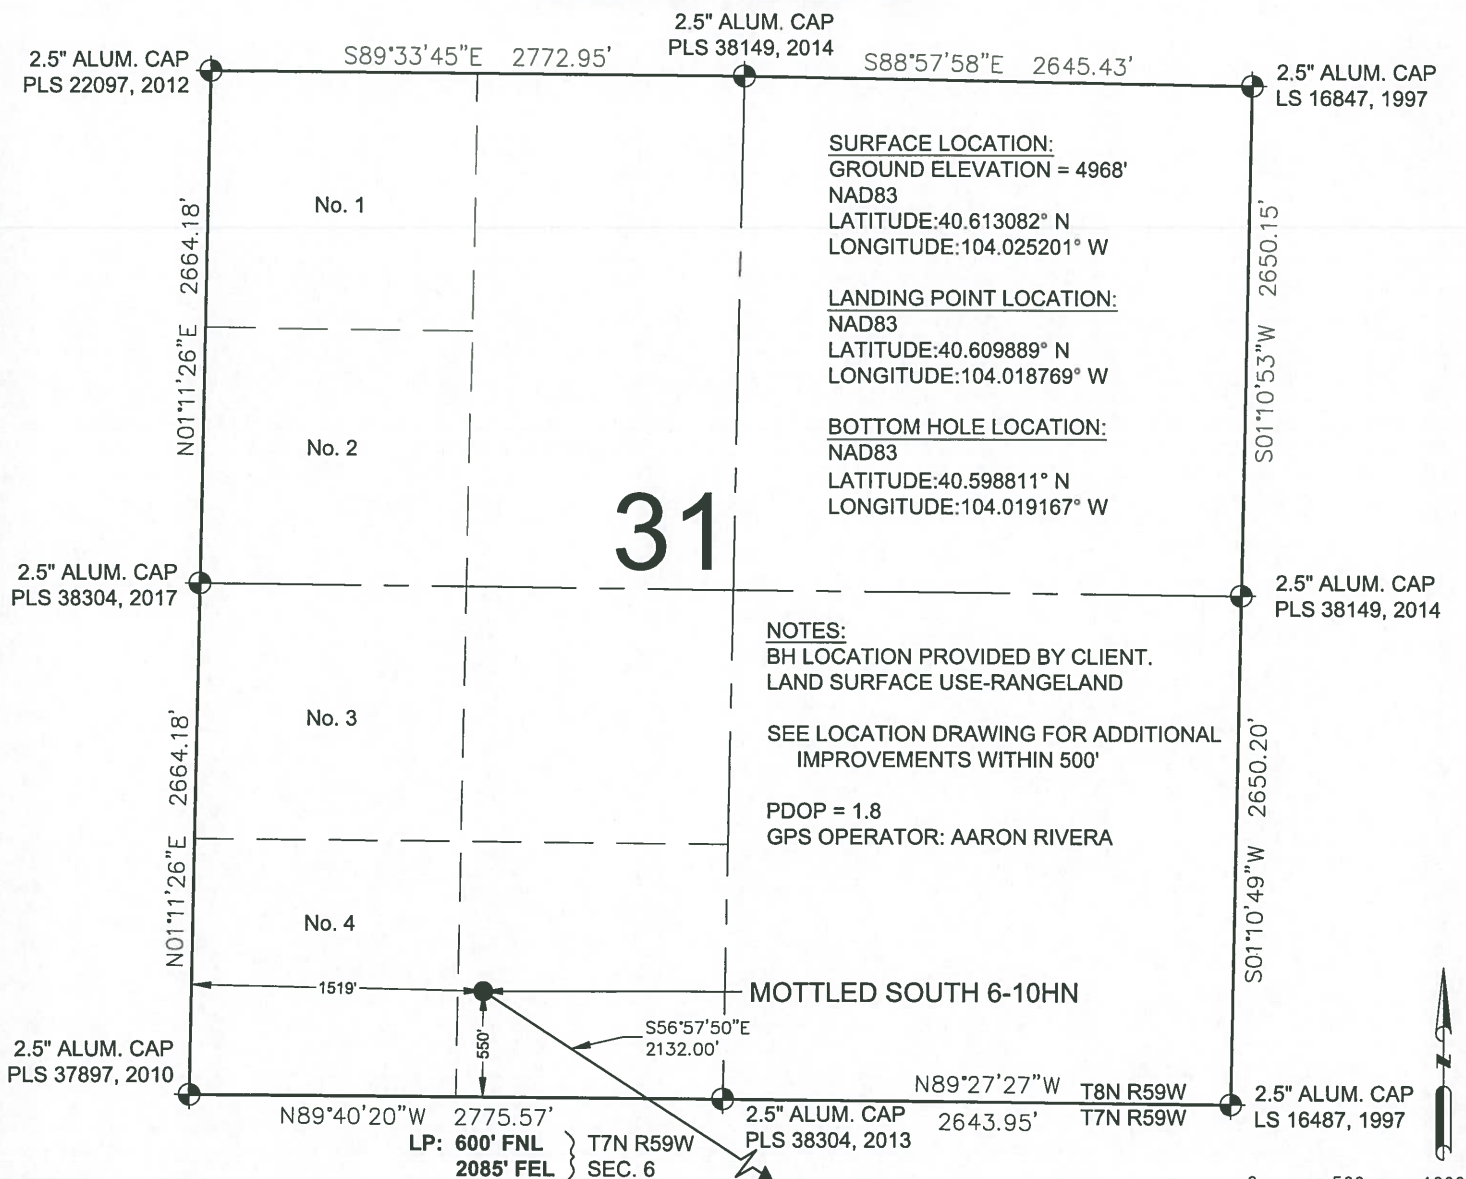 2.5" ALUM. CAP
PLS 38149, 2014
2.5" ALUM. CAP
PLS 22097, 2012
S89°33'45"E 2772.95'
S88°57'58"E 2645.43'
2.5" ALUM. CAP
LS 16847, 1997
SURFACE LOCATION:
GROUND ELEVATION = 4968'
NAD83
LATITUDE:40.613082° N
LONGITUDE:104.025201° W
No. 1
N01°11'26"E 2664.18'
S01°10'53"W 2650.15'
LANDING POINT LOCATION:
NAD83
LATITUDE:40.609889° N
LONGITUDE:104.018769° W
BOTTOM HOLE LOCATION:
NAD83
LATITUDE:40.598811° N
LONGITUDE:104.019167° W
No. 2
31
2.5" ALUM. CAP
PLS 38304, 2017
2.5" ALUM. CAP
PLS 38149, 2014
NOTES:
BH LOCATION PROVIDED BY CLIENT.
LAND SURFACE USE-RANGELAND
SEE LOCATION DRAWING FOR ADDITIONAL
IMPROVEMENTS WITHIN 500'
PDOP = 1.8
GPS OPERATOR: AARON RIVERA
No. 3
N01°11'26"E 2664.18'
S01°10'49"W 2650.20'
No. 4
1519'
MOTTLED SOUTH 6-10HN
550'
S56°57'50"E
2132.00'
2.5" ALUM. CAP
PLS 37897, 2010
N89°40'20"W 2775.57'
2.5" ALUM. CAP
PLS 38304, 2013
N89°27'27"W
2643.95'
T8N R59W
T7N R59W
2.5" ALUM. CAP
LS 16487, 1997
N
LP: 600' FNL
2085' FEL
T7N R59W
SEC. 6